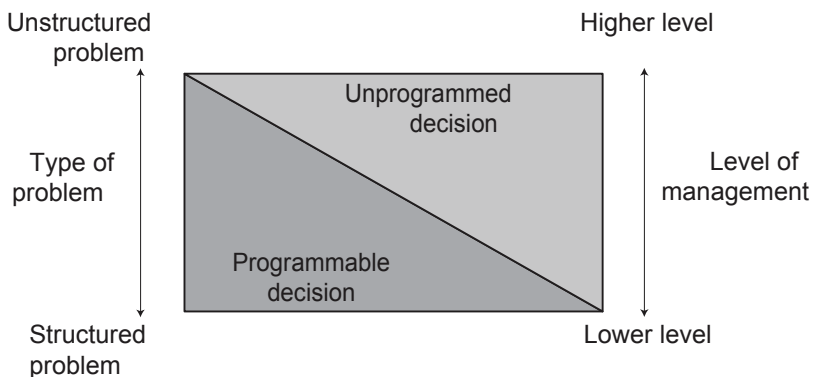 Unstructured
problem
Higher level
Unprogrammed
decision
Type of
problem
Level of
management
Programmable
decision
Structured
problem
Lower level